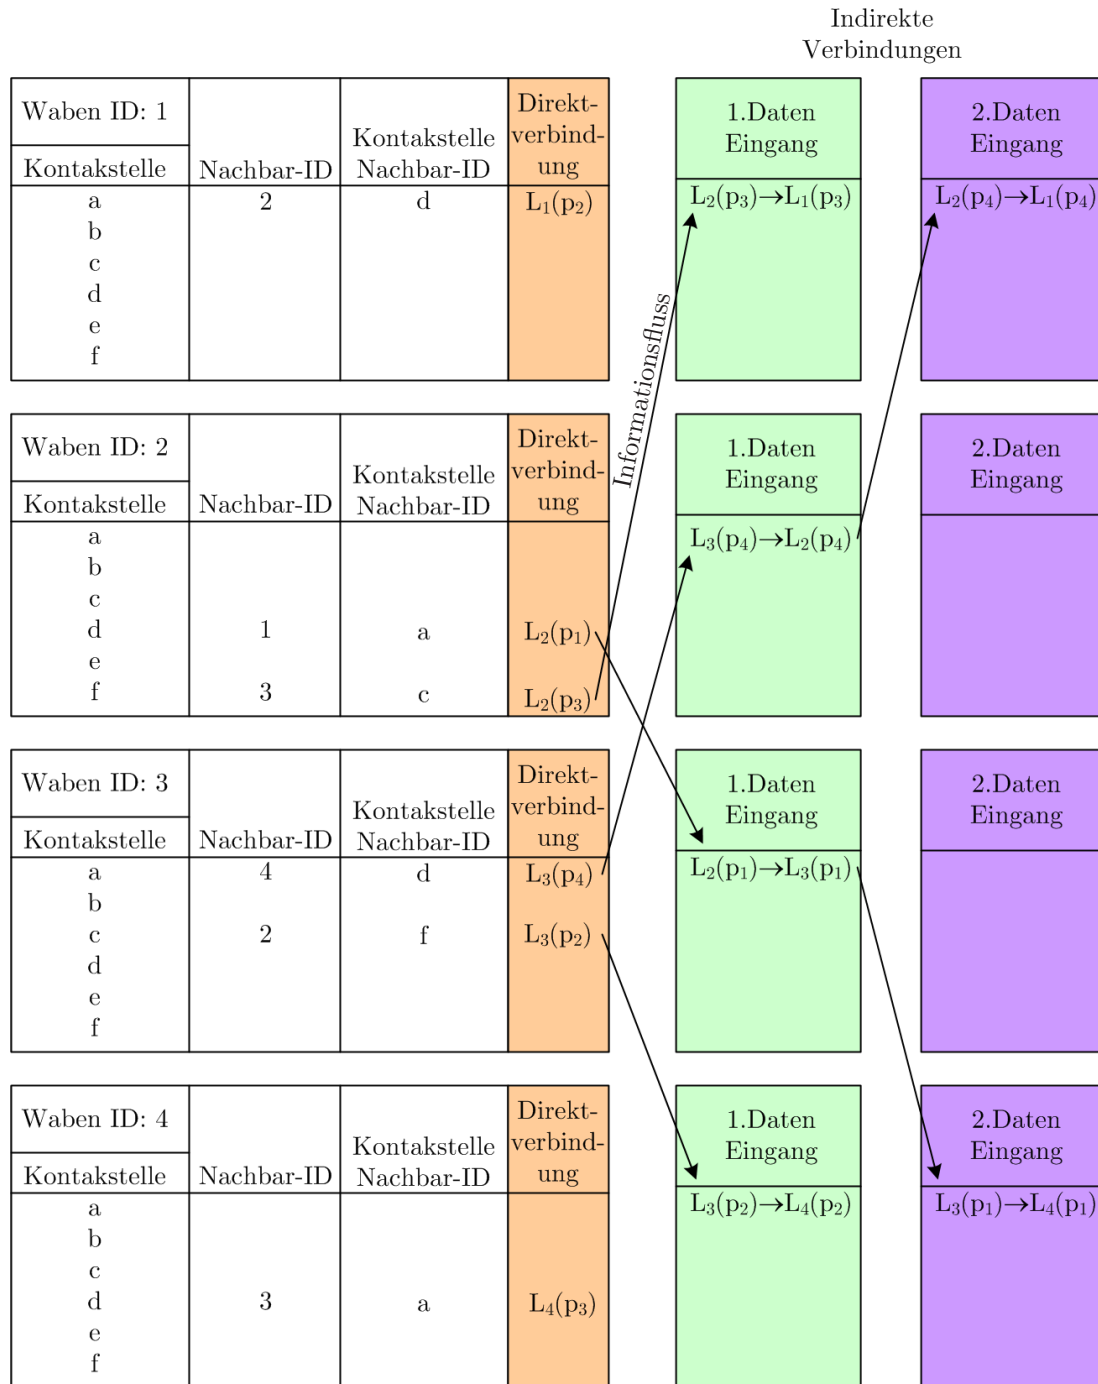 Indirekte
Verbindungen
Waben ID: 1
Kontakstelle
Nachbar-ID
Kontakstelle
Nachbar-ID
Direkt-
verbind-
ung
1.Daten
Eingang
2.Daten
Eingang
a 2 d L₁(p₂) L₂(p₃)→L₁(p₃) L₂(p₄)→L₁(p₄)
b
c
d
e
f
Informationsfluss
Waben ID: 2
Kontakstelle
Nachbar-ID
Kontakstelle
Nachbar-ID
Direkt-
verbind-
ung
1.Daten
Eingang
2.Daten
Eingang
a L₃(p₄)→L₂(p₄)
b
c
d 1 a L₂(p₁)
e
f 3 c L₂(p₃)
Waben ID: 3
Kontakstelle
Nachbar-ID
Kontakstelle
Nachbar-ID
Direkt-
verbind-
ung
1.Daten
Eingang
2.Daten
Eingang
a 4 d L₃(p₄) L₂(p₁)→L₃(p₁)
b
c 2 f L₃(p₂)
d
e
f
Waben ID: 4
Kontakstelle
Nachbar-ID
Kontakstelle
Nachbar-ID
Direkt-
verbind-
ung
1.Daten
Eingang
2.Daten
Eingang
a L₃(p₂)→L₄(p₂) L₃(p₁)→L₄(p₁)
b
c
d 3 a L₄(p₃)
e
f